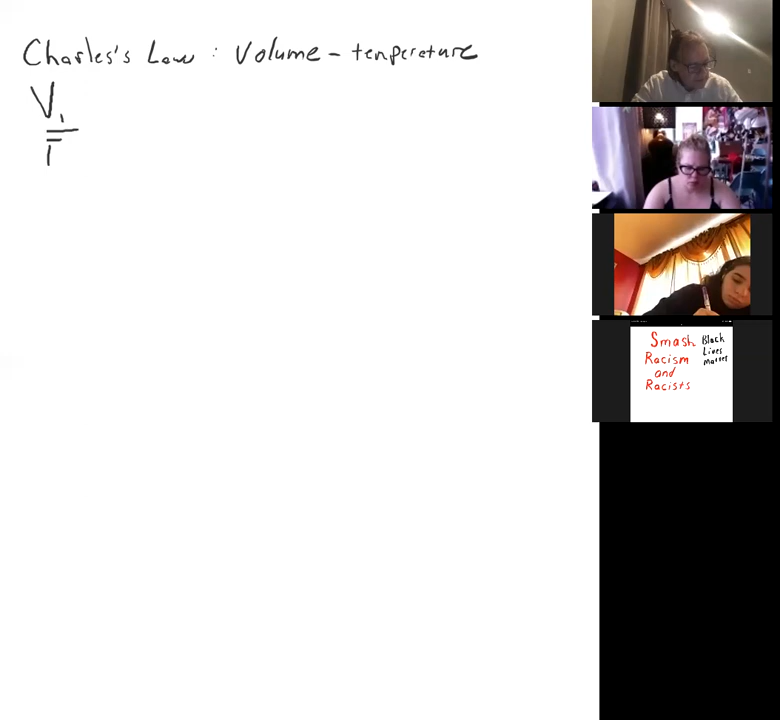 Charles's Law : Volume - temperature
V₁
T
Smash
Racism
and
Racists
Black
Lives
Matter